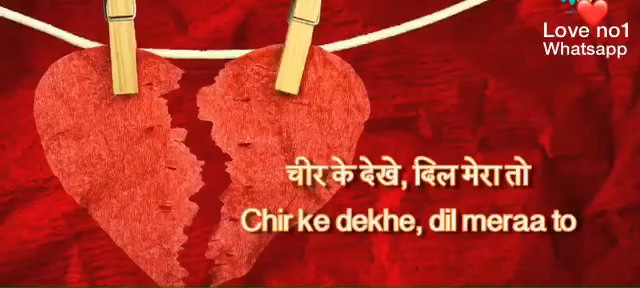 Love no1
Whatsapp
चीर के देखे, दिल मेरा तो
Chir ke dekhe, dil meraa to